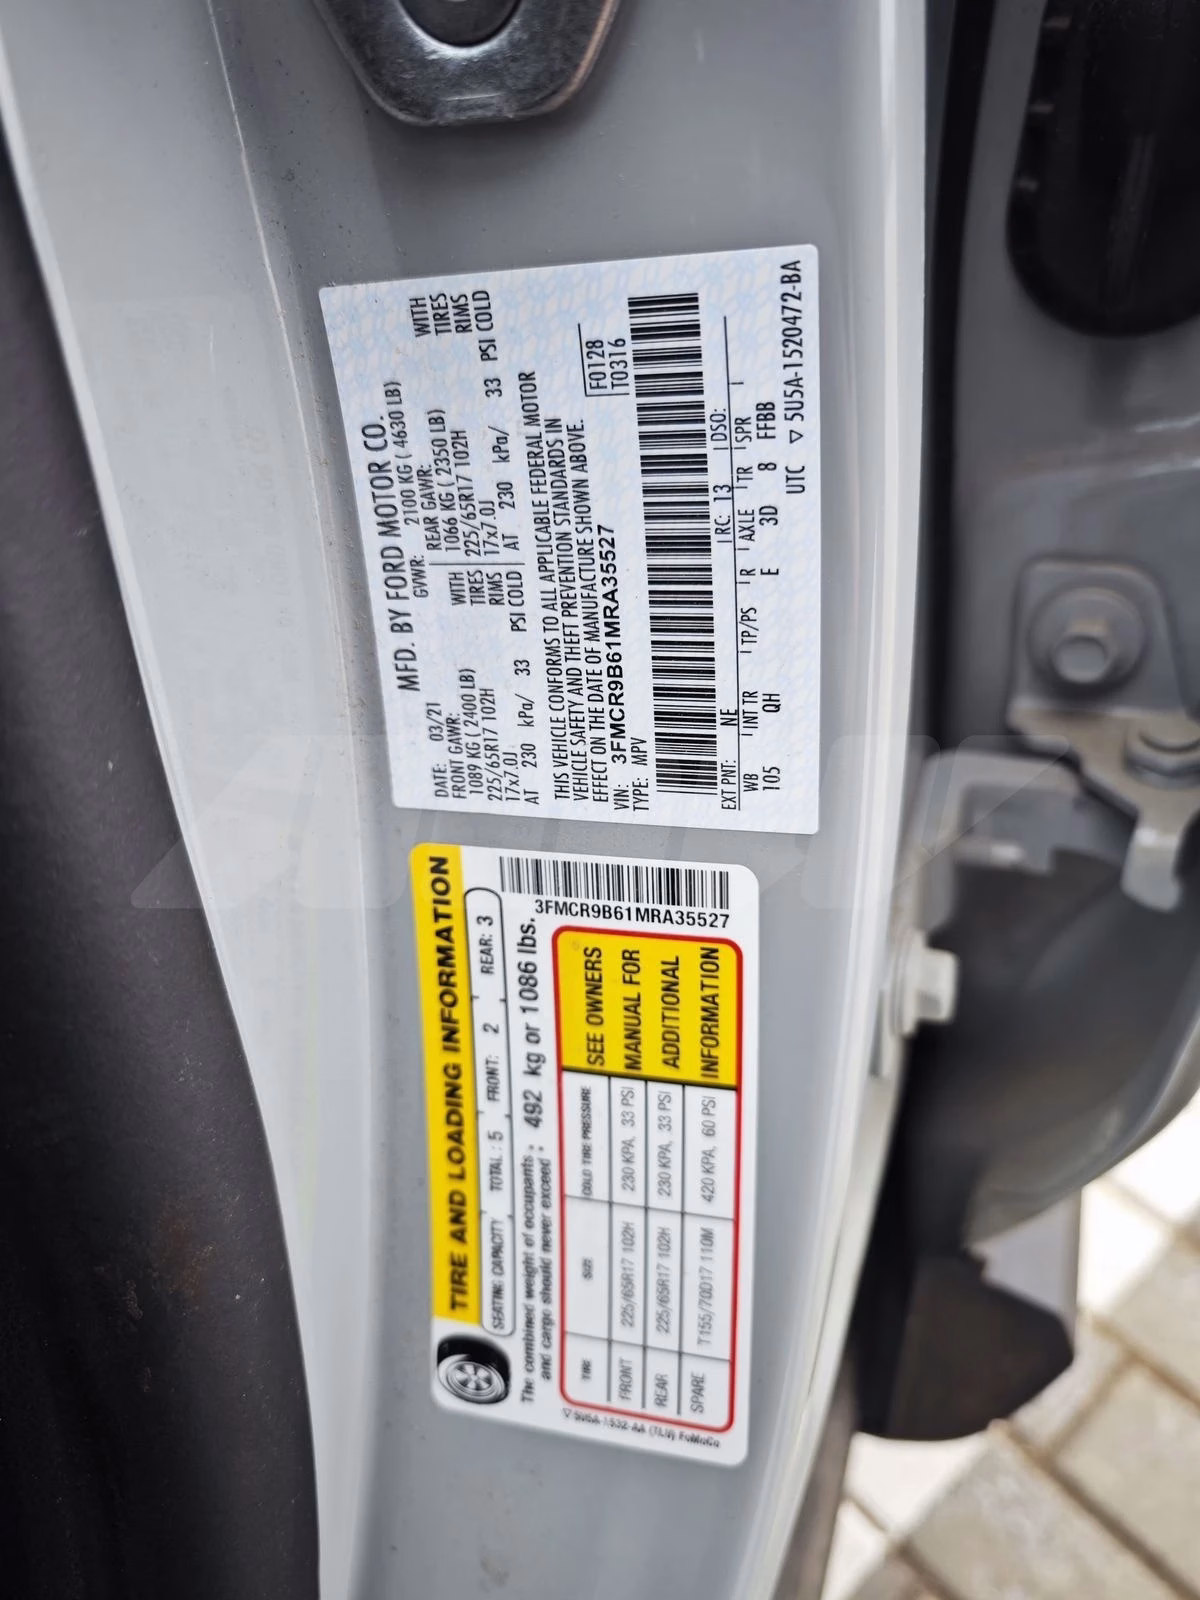 MFD. BY FORD MOTOR CO.
DATE: 03/21 GVWR: 2100 KG ( 4630 LB)
FRONT GAWR: REAR GAWR:
1089 KG ( 2400 LB) WITH 1066 KG ( 2350 LB) WITH
225/65R17 102H TIRES 225/65R17 102H TIRES
17x7.0J RIMS 17x7.0J RIMS
AT 230 kPa/ 33 PSI COLD AT 230 kPa/ 33 PSI COLD
THIS VEHICLE CONFORMS TO ALL APPLICABLE FEDERAL MOTOR
VEHICLE SAFETY AND THEFT PREVENTION STANDARDS IN
EFFECT ON THE DATE OF MANUFACTURE SHOWN ABOVE.
VIN: 3FMCR9B61MRA35527 F0128
TYPE: MPV T0316
EXT PNT: NE RC: 13 DSO:
WB INT TR TP/PS R AXLE TR SPR
105 QH E 3D 8 FFBB
UTC ▽ 5U5A-1520472-BA
TIRE AND LOADING INFORMATION
SEATING CAPACITY TOTAL : 5 FRONT: 2 REAR: 3
The combined weight of occupants
and cargo should never exceed : 492 kg or 1086 lbs.
3FMCR9B61MRA35527
TIRE SIZE COLD TIRE PRESSURE
FRONT 225/65R17 102H 230 KPA, 33 PSI
REAR 225/65R17 102H 230 KPA, 33 PSI
SPARE T155/70D17 110M 420 KPA, 60 PSI
SEE OWNERS
MANUAL FOR
ADDITIONAL
INFORMATION
▽ 5U5A-1532-AA (TLU) FoMoCo